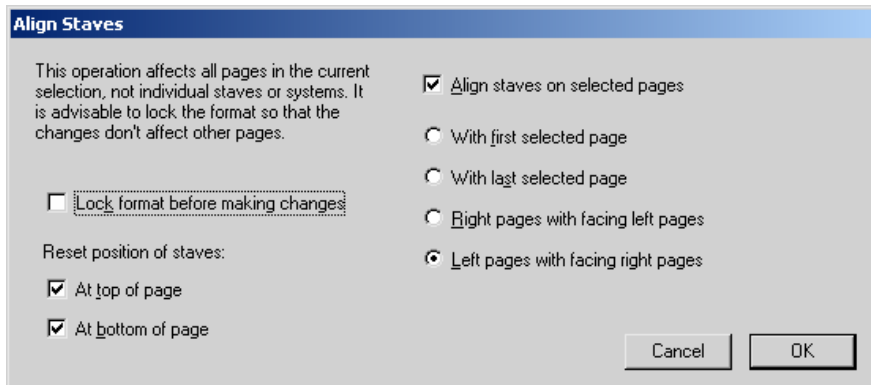 Align Staves
This operation affects all pages in the current
selection, not individual staves or systems. It
is advisable to lock the format so that the
changes don't affect other pages.
Lock format before making changes
Reset position of staves:
At top of page
At bottom of page
Align staves on selected pages
With first selected page
With last selected page
Right pages with facing left pages
Left pages with facing right pages
Cancel
OK